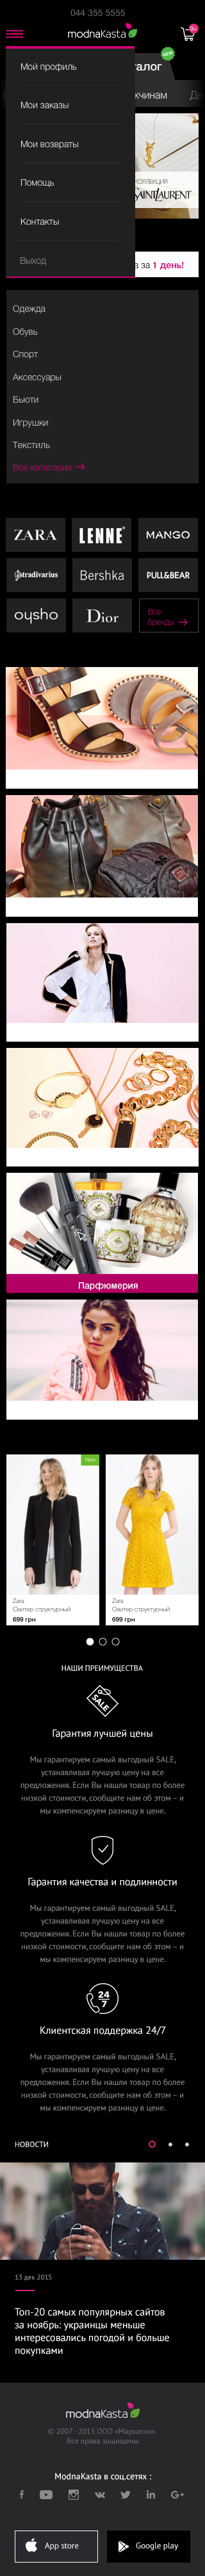 044 355 5555
modnaKasta
9+
Мой профиль
талог
NEW
Мои заказы
кчинам
Де
Мои возвраты
Помощь
КОЛЛЕКЦИЯ
SAINT LAURENT
Контакты
Выход
а за 1 день!
Одежда
Обувь
Спорт
Аксессуары
Бьюти
Игрушки
Текстиль
Все категории
ZARA
LENNE
MANGO
stradivarius
Bershka
PULL&BEAR
oysho
Dior
Все
бренды
Парфюмерия
New
Zara
Свитер структурный
699 грн
Zara
Свитер структурный
699 грн
НАШИ ПРЕИМУЩЕСТВА
SALE
Гарантия лучшей цены
Мы гарантируем самый выгодный SALE,
устанавливая лучшую цену на все
предложения. Если Вы нашли товар по более
низкой стоимости, сообщите нам об этом – и
мы компенсируем разницу в цене.
Гарантия качества и подлинности
Мы гарантируем самый выгодный SALE,
устанавливая лучшую цену на все
предложения. Если Вы нашли товар по более
низкой стоимости, сообщите нам об этом – и
мы компенсируем разницу в цене.
24/7
Клиентская поддержка 24/7
Мы гарантируем самый выгодный SALE,
устанавливая лучшую цену на все
предложения. Если Вы нашли товар по более
низкой стоимости, сообщите нам об этом – и
мы компенсируем разницу в цене.
НОВОСТИ
13 дек 2015
Топ-20 самых популярных сайтов
за ноябрь: украинцы меньше
интересовались погодой и больше
покупками
modnaKasta
© 2007 - 2015 ООО «Маркасон».
Все права защищены
ModnaKasta в соц.сетях :
App store
Google play